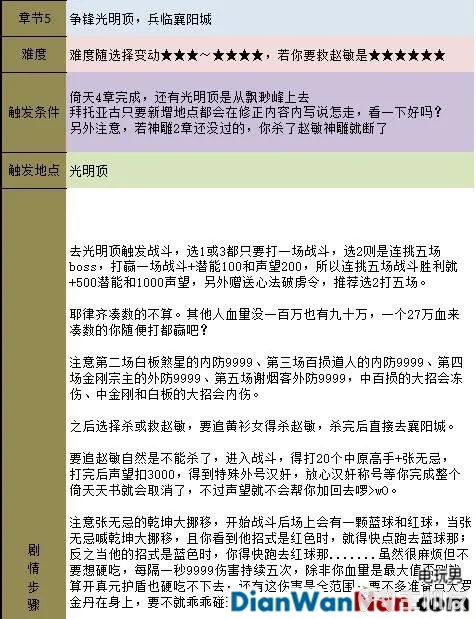 章节5
争锋光明顶，兵临襄阳城
难度
难度随选择变动★★★～★★★★，若你要救赵敏是★★★★★★
触发条件
倚天4章完成，还有光明顶是从飘渺峰上去
拜托亚古只要新增地点都会在修正内容内写说怎走，看一下好吗？
另外注意，若神雕2章还没过的，你杀了赵敏神雕就断了
触发地点
光明顶
剧情步骤
去光明顶触发战斗，选1或3都只要打一场战斗，选2则是连挑五场
boss，打赢一场战斗+潜能100和声望200，所以连挑五场战斗胜利就
+500潜能和1000声望，另外赠送心法破虏令，推荐选2打五场。
耶律齐凑数的不算。其他人血量没一百万也有九十万，一个27万血来
凑数的你随便打都赢吧？
注意第二场白板煞星的内防9999、第三场百损道人的内防9999、第四
场金刚宗主的外防9999、第五场谢烟客外防9999，中百损的大招会冻
伤、中金刚和白板的大招会内伤。
之后选择杀或救赵敏，要追黄衫女得杀赵敏，杀完后直接去襄阳城。
要追赵敏自然是不能杀了，进入战斗，得打20个中原高手+张无忌，
打完后声望扣3000，得到特殊外号汉奸，放心汉奸称号等你完成整个
倚天天书就会取消了，不过声望就不会帮你加回去啰>w0。
注意张无忌的乾坤大挪移，开始战斗后场上会有一颗蓝球和红球，当张
无忌喊乾坤大挪移，且你看到他招式是红色时，就得快点跑去蓝球那；
反之当他的招式是蓝色时，你得快跑去红球那.......虽然很麻烦但不
要想硬吃，每隔一秒9999伤害持续五次，除非你血量是最大值
算开真元护盾也硬吃不下去，还有这伤害是全范围；要不多准备
金丹在身上，要不就乖乖
电玩男
DianWanNan.com